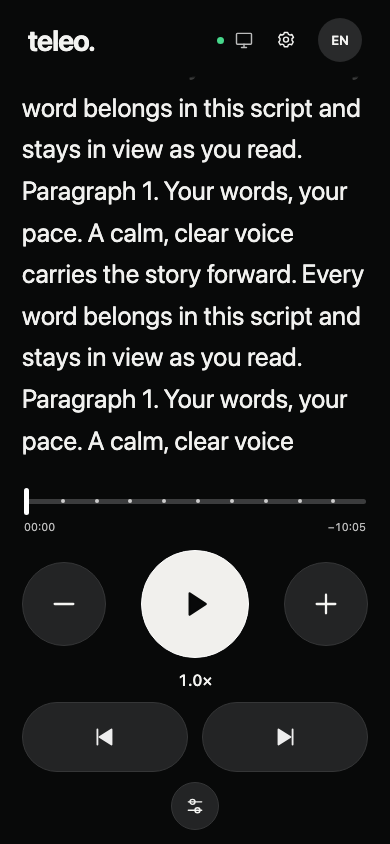 teleo.
EN
word belongs in this script and
stays in view as you read.
Paragraph 1. Your words, your
pace. A calm, clear voice
carries the story forward. Every
word belongs in this script and
stays in view as you read.
Paragraph 1. Your words, your
pace. A calm, clear voice
00:00
−10:05
1.0×